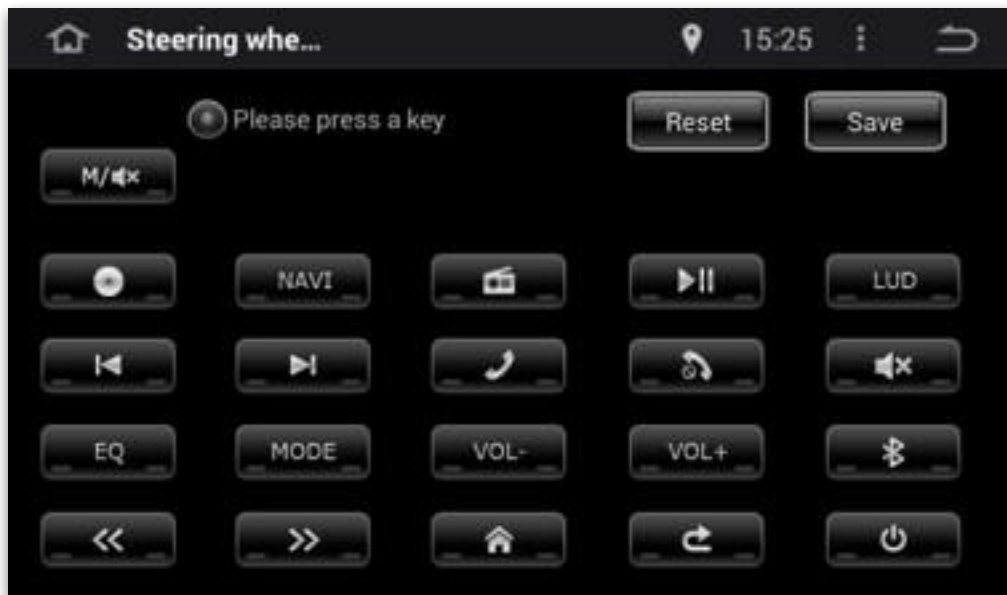 Steering whe... 15:25
Please press a key Reset Save
M/
NAVI LUD
EQ MODE VOL- VOL+